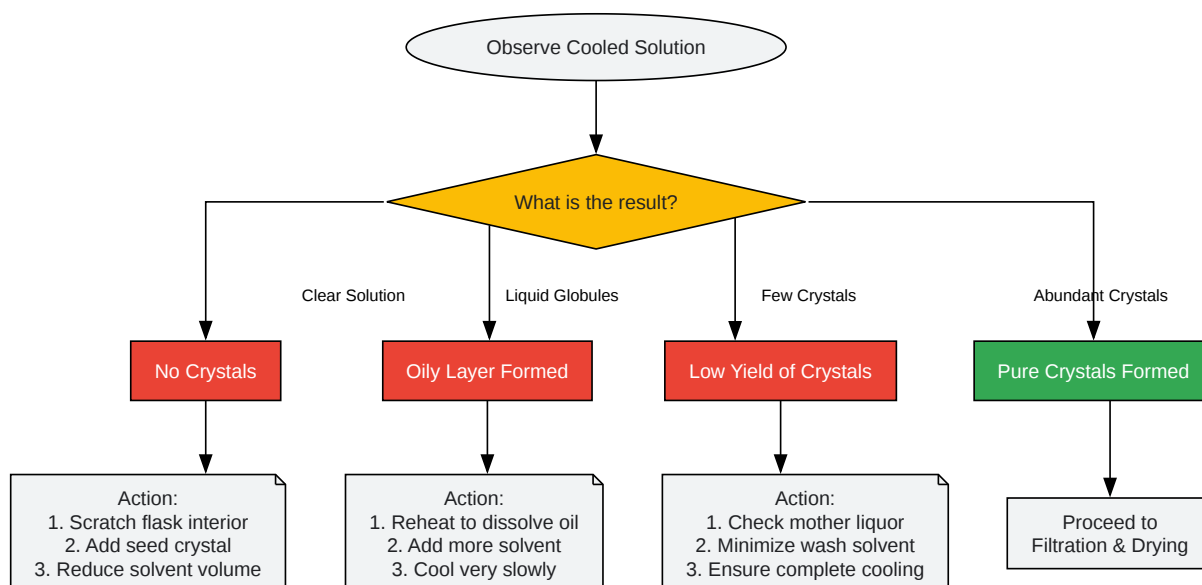 Observe Cooled Solution
What is the result?
Clear Solution
Liquid Globules
Few Crystals
Abundant Crystals
No Crystals
Oily Layer Formed
Low Yield of Crystals
Pure Crystals Formed
Action:
1. Scratch flask interior
2. Add seed crystal
3. Reduce solvent volume
Action:
1. Reheat to dissolve oil
2. Add more solvent
3. Cool very slowly
Action:
1. Check mother liquor
2. Minimize wash solvent
3. Ensure complete cooling
Proceed to
Filtration & Drying